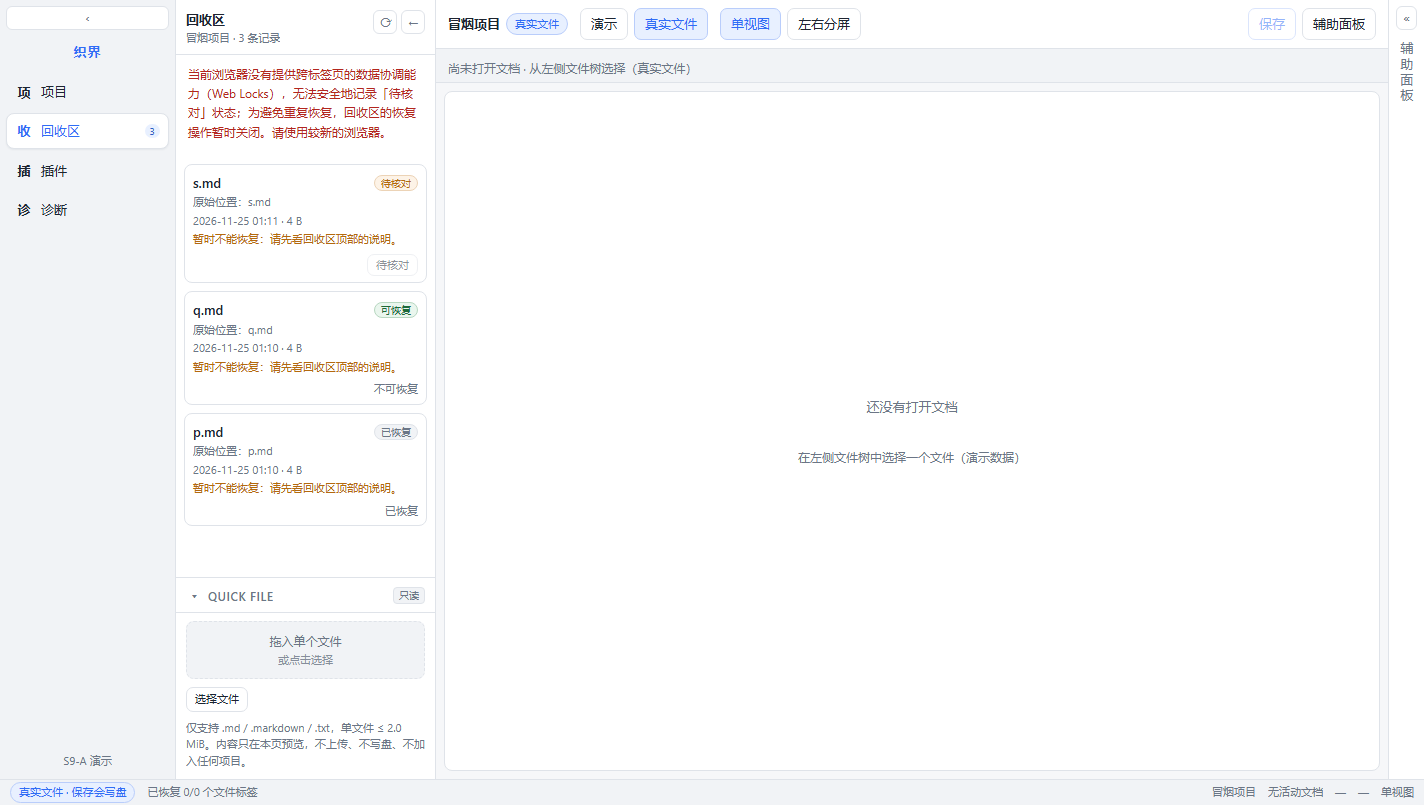 ‹
织界
项 项目
收 回收区 3
插 插件
诊 诊断
S9-A 演示
回收区
冒烟项目 · 3 条记录
⟳ ←
当前浏览器没有提供跨标签页的数据协调能
力（Web Locks），无法安全地记录「待核
对」状态；为避免重复恢复，回收区的恢复
操作暂时关闭。请使用较新的浏览器。
s.md 待核对
原始位置：s.md
2026-11-25 01:11 · 4 B
暂时不能恢复：请先看回收区顶部的说明。
待核对
q.md 可恢复
原始位置：q.md
2026-11-25 01:10 · 4 B
暂时不能恢复：请先看回收区顶部的说明。
不可恢复
p.md 已恢复
原始位置：p.md
2026-11-25 01:10 · 4 B
暂时不能恢复：请先看回收区顶部的说明。
已恢复
▾ QUICK FILE 只读
拖入单个文件
或点击选择
选择文件
仅支持 .md / .markdown / .txt，单文件 ≤ 2.0
MiB。内容只在本页预览，不上传、不写盘、不加
入任何项目。
冒烟项目 真实文件 演示 真实文件 单视图 左右分屏 保存 辅助面板
尚未打开文档 · 从左侧文件树选择（真实文件）
还没有打开文档
在左侧文件树中选择一个文件（演示数据）
«
辅
助
面
板
真实文件 · 保存会写盘 已恢复 0/0 个文件标签 冒烟项目 无活动文档 — — 单视图